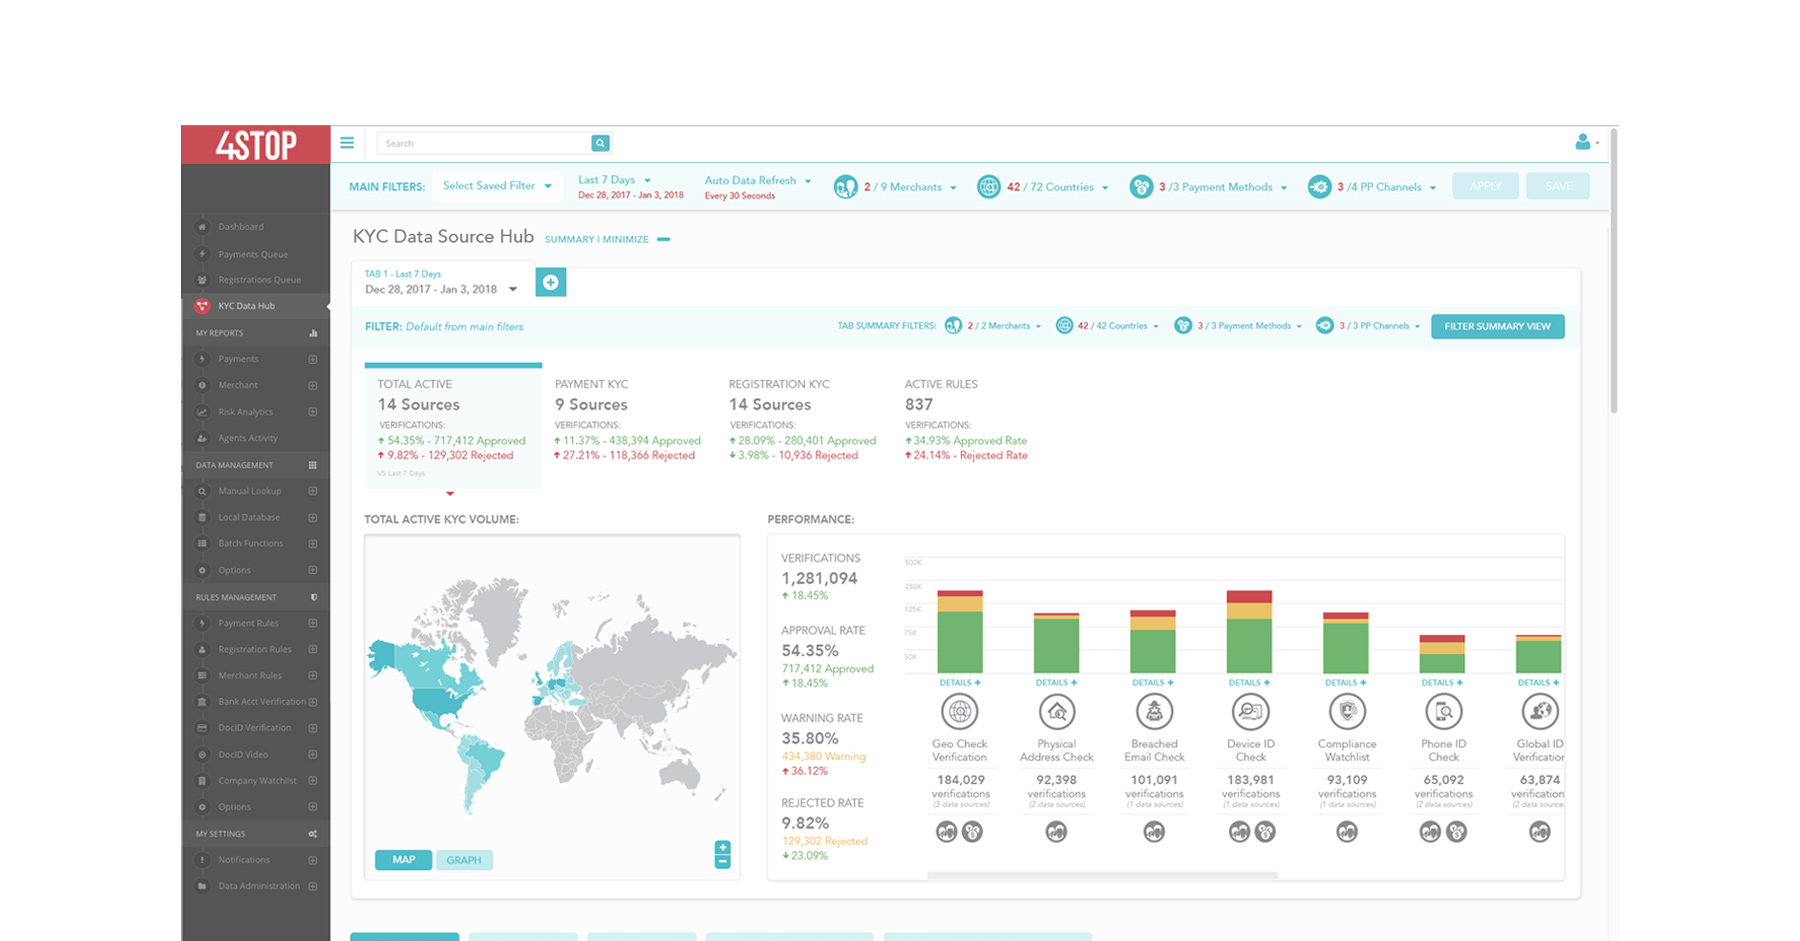 4STOP
Search
MAIN FILTERS:
Select Saved Filter
Last 7 Days
Dec 28, 2017 - Jan 3, 2018
Auto Data Refresh
Every 30 Seconds
2 / 9 Merchants
42 / 72 Countries
3 /3 Payment Methods
3 /4 PP Channels
APPLY
SAVE
Dashboard
Payments Queue
Registrations Queue
KYC Data Hub
MY REPORTS
Payments
Merchant
Risk Analytics
Agents Activity
DATA MANAGEMENT
Manual Lookup
Local Database
Batch Functions
Options
RULES MANAGEMENT
Payment Rules
Registration Rules
Merchant Rules
Bank Acct Verification
DocID Verification
DocID Video
Company Watchlist
Options
MY SETTINGS
Notifications
Data Administration
KYC Data Source Hub
SUMMARY | MINIMIZE
TAB 1 - Last 7 Days
Dec 28, 2017 - Jan 3, 2018
FILTER: Default from main filters
TAB SUMMARY FILTERS:
2 / 2 Merchants
42 / 42 Countries
3 / 3 Payment Methods
3 / 3 PP Channels
FILTER SUMMARY VIEW
TOTAL ACTIVE
14 Sources
VERIFICATIONS:
54.35% - 717,412 Approved
9.82% - 129,302 Rejected
VS Last 7 Days
PAYMENT KYC
9 Sources
VERIFICATIONS:
11.37% - 438,394 Approved
27.21% - 118,366 Rejected
REGISTRATION KYC
14 Sources
VERIFICATIONS:
28.09% - 280,401 Approved
3.98% - 10,936 Rejected
ACTIVE RULES
837
VERIFICATIONS:
34.93% Approved Rate
24.14% - Rejected Rate
TOTAL ACTIVE KYC VOLUME:
MAP
GRAPH
PERFORMANCE:
VERIFICATIONS
1,281,094
18.45%
APPROVAL RATE
54.35%
717,412 Approved
18.45%
WARNING RATE
35.80%
434,380 Warning
36.12%
REJECTED RATE
9.82%
129,302 Rejected
23.09%
500K
250K
125K
75K
50K
DETAILS +
Geo Check
Verification
184,029
verifications
(3 data sources)
DETAILS +
Physical
Address Check
92,398
verifications
(2 data sources)
DETAILS +
Breached
Email Check
101,091
verifications
(1 data sources)
DETAILS +
Device ID
Check
183,981
verifications
(1 data sources)
DETAILS +
Compliance
Watchlist
93,109
verifications
(1 data sources)
DETAILS +
Phone ID
Check
65,092
verifications
(2 data sources)
DETAILS +
Global ID
Verification
63,874
verification
(2 data source